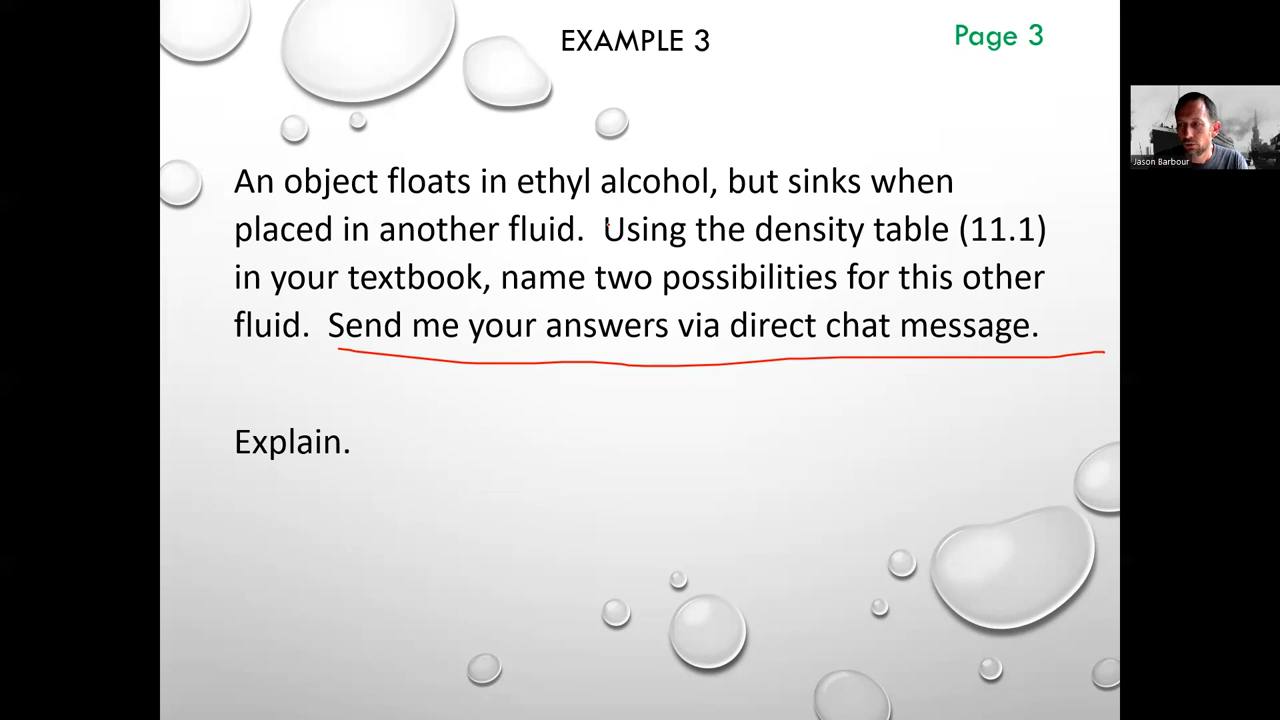 EXAMPLE 3
Page 3
An object floats in ethyl alcohol, but sinks when
placed in another fluid.  Using the density table (11.1)
in your textbook, name two possibilities for this other
fluid.  Send me your answers via direct chat message.
Explain.
Jason Barbour